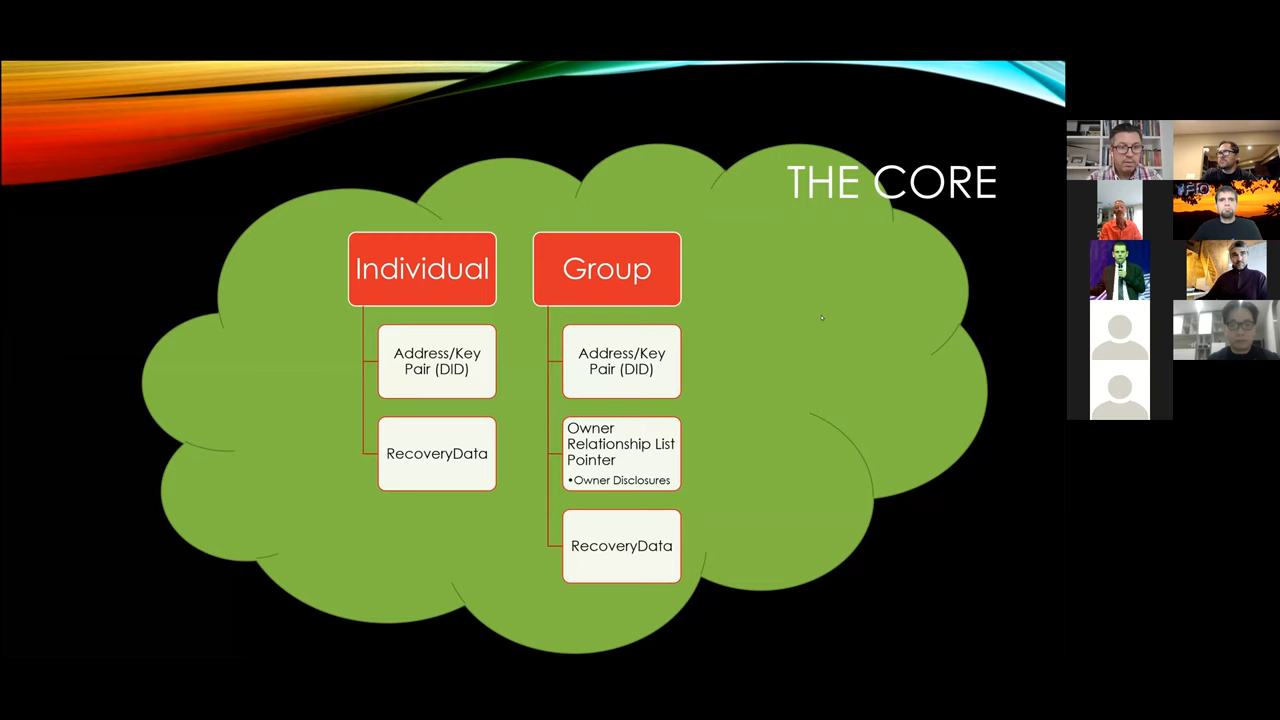 THE CORE
Individual
Group
Address/Key
Pair (DID)
RecoveryData
Address/Key
Pair (DID)
Owner
Relationship List
Pointer
•Owner Disclosures
RecoveryData